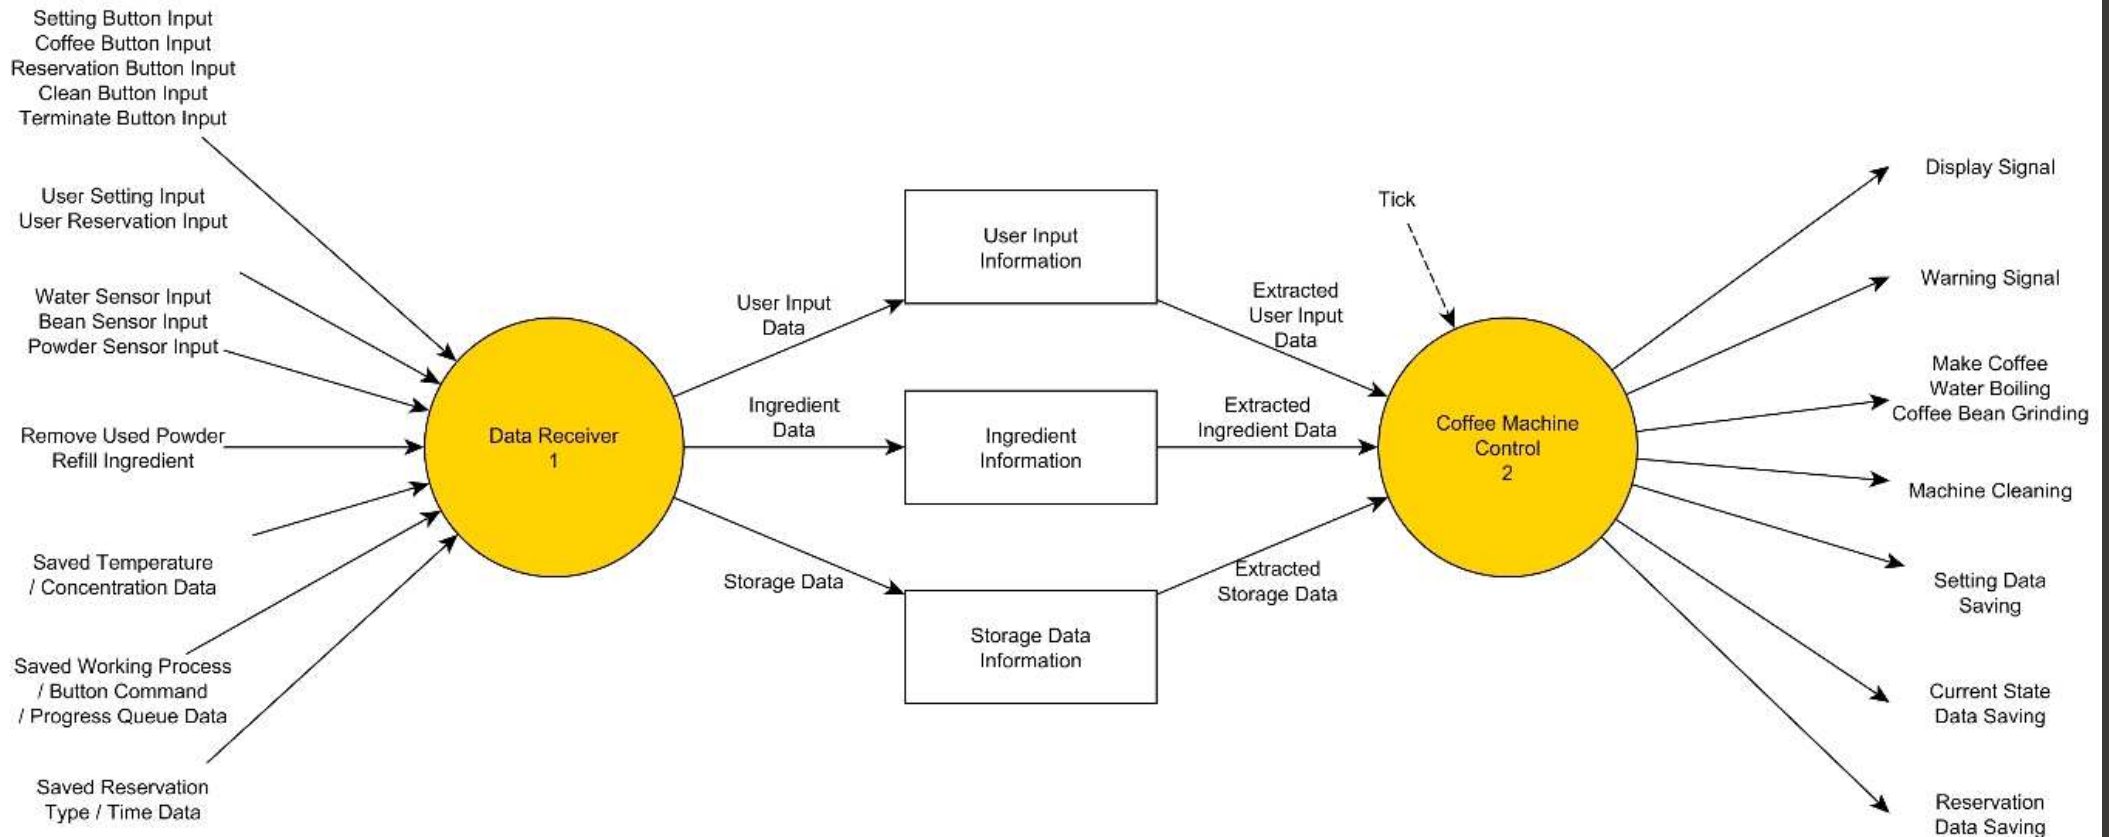 Setting Button Input
Coffee Button Input
Reservation Button Input
Clean Button Input
Terminate Button Input
User Setting Input
User Reservation Input
Water Sensor Input
Bean Sensor Input
Powder Sensor Input
Remove Used Powder
Refill Ingredient
Saved Temperature
/ Concentration Data
Saved Working Process
/ Button Command
/ Progress Queue Data
Saved Reservation
Type / Time Data
Data Receiver
1
User Input
Data
Ingredient
Data
Storage Data
User Input
Information
Ingredient
Information
Storage Data
Information
Extracted
User Input
Data
Extracted
Ingredient Data
Extracted
Storage Data
Tick
Coffee Machine
Control
2
Display Signal
Warning Signal
Make Coffee
Water Boiling
Coffee Bean Grinding
Machine Cleaning
Setting Data
Saving
Current State
Data Saving
Reservation
Data Saving